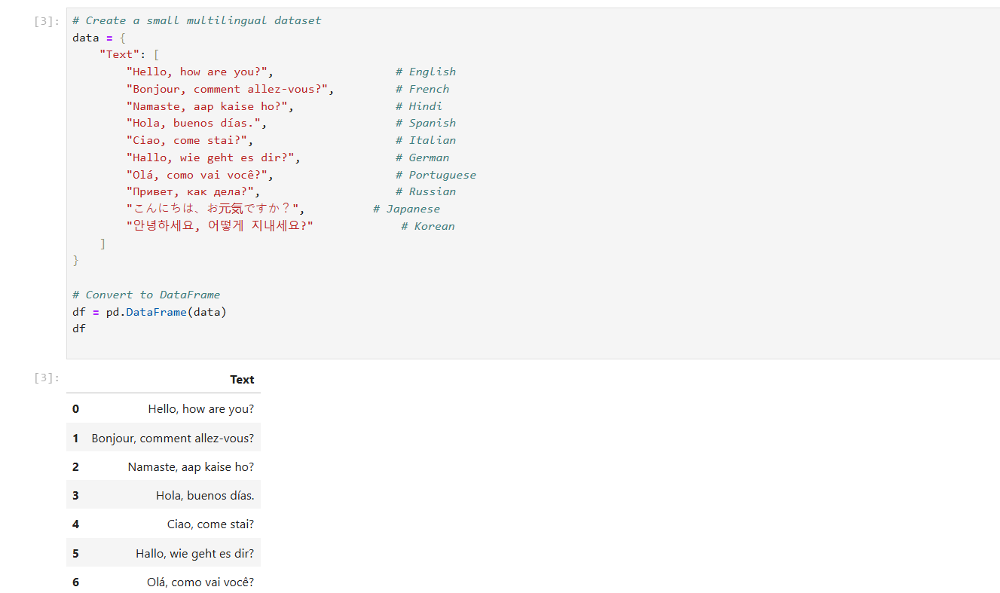 [3]: # Create a small multilingual dataset
data = {
    "Text": [
        "Hello, how are you?",                  # English
        "Bonjour, comment allez-vous?",         # French
        "Namaste, aap kaise ho?",               # Hindi
        "Hola, buenos días.",                   # Spanish
        "Ciao, come stai?",                     # Italian
        "Hallo, wie geht es dir?",              # German
        "Olá, como vai você?",                  # Portuguese
        "Привет, как дела?",                    # Russian
        "こんにちは、お元気ですか？",          # Japanese
        "안녕하세요, 어떻게 지내세요?"             # Korean
    ]
}
# Convert to DataFrame
df = pd.DataFrame(data)
df
[3]: Text
0 Hello, how are you?
1 Bonjour, comment allez-vous?
2 Namaste, aap kaise ho?
3 Hola, buenos días.
4 Ciao, come stai?
5 Hallo, wie geht es dir?
6 Olá, como vai você?